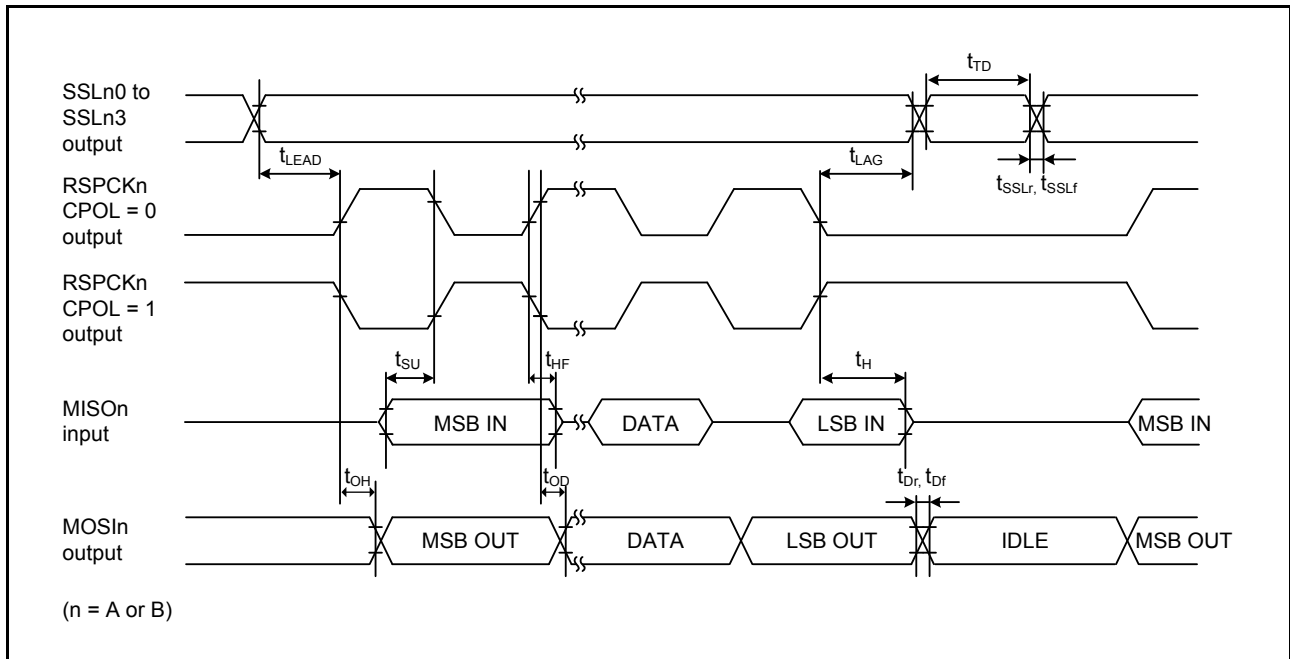 SSLn0 to
SSLn3
output
tTD
tLEAD
tLAG
tSSLr, tSSLf
RSPCKn
CPOL = 0
output
RSPCKn
CPOL = 1
output
tSU
tHF
tH
MISOn
input
MSB IN
DATA
LSB IN
MSB IN
tOH
tOD
tDr, tDf
MOSIn
output
MSB OUT
DATA
LSB OUT
IDLE
MSB OUT
(n = A or B)